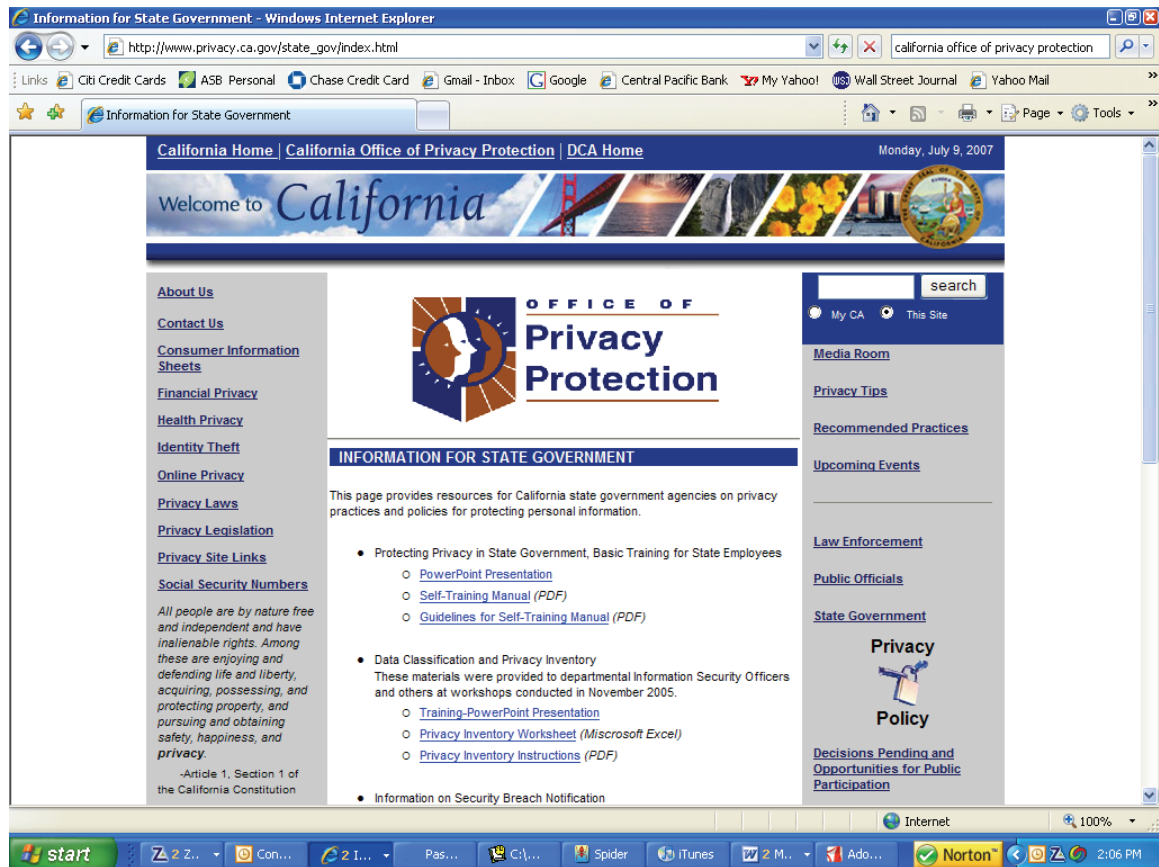 Information for State Government - Windows Internet Explorer
http://www.privacy.ca.gov/state_gov/index.html
california office of privacy protection
Links Citi Credit Cards ASB Personal Chase Credit Card Gmail - Inbox Google Central Pacific Bank My Yahoo! Wall Street Journal Yahoo Mail »
Information for State Government Page Tools »
California Home | California Office of Privacy Protection | DCA Home Monday, July 9, 2007
Welcome to California
About Us
Contact Us
Consumer Information
Sheets
Financial Privacy
Health Privacy
Identity Theft
Online Privacy
Privacy Laws
Privacy Legislation
Privacy Site Links
Social Security Numbers
All people are by nature free
and independent and have
inalienable rights. Among
these are enjoying and
defending life and liberty,
acquiring, possessing, and
protecting property, and
pursuing and obtaining
safety, happiness, and
privacy.
-Article 1, Section 1 of
the California Constitution
OFFICE OF
Privacy
Protection
INFORMATION FOR STATE GOVERNMENT
This page provides resources for California state government agencies on privacy
practices and policies for protecting personal information.
• Protecting Privacy in State Government, Basic Training for State Employees
○ PowerPoint Presentation
○ Self-Training Manual (PDF)
○ Guidelines for Self-Training Manual (PDF)
• Data Classification and Privacy Inventory
These materials were provided to departmental Information Security Officers
and others at workshops conducted in November 2005.
○ Training-PowerPoint Presentation
○ Privacy Inventory Worksheet (Miscrosoft Excel)
○ Privacy Inventory Instructions (PDF)
• Information on Security Breach Notification
search
My CA This Site
Media Room
Privacy Tips
Recommended Practices
Upcoming Events
Law Enforcement
Public Officials
State Government
Privacy
Policy
Decisions Pending and
Opportunities for Public
Participation
Internet 100%
start 2 Z.. Con... 2 I... Pas... C:\... Spider iTunes 2 M.. Ado... Norton™ 2:06 PM